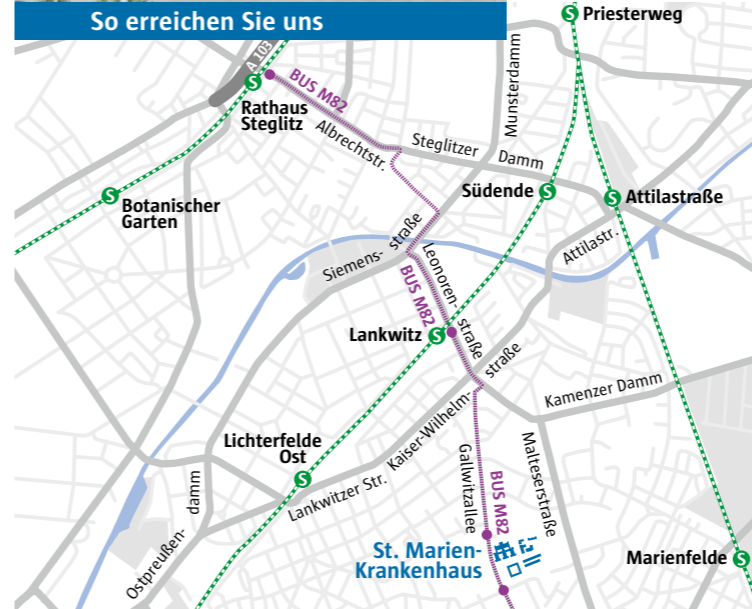 So erreichen Sie uns
Priesterweg
A 103
BUS M82
Munsterdamm
Rathaus
Steglitz
Albrechtstr.
Steglitzer Damm
Südende
Attilastraße
Botanischer
Garten
Siemens-
straße
Attilastr.
Leonoren-
straße
BUS M82
Lankwitz
Kaiser-Wilhelm-
straße
Kamenzer Damm
Lichterfelde
Ost
Lankwitzer Str.
Gallwitzallee
BUS M82
Malteserstraße
Ostpreußen-
damm
St. Marien-
Krankenhaus
Marienfelde
S
S
S
S
S
S
S
S